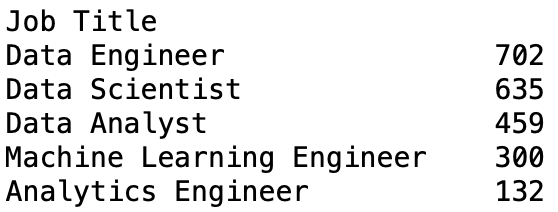 Job Title
Data Engineer 702
Data Scientist 635
Data Analyst 459
Machine Learning Engineer 300
Analytics Engineer 132